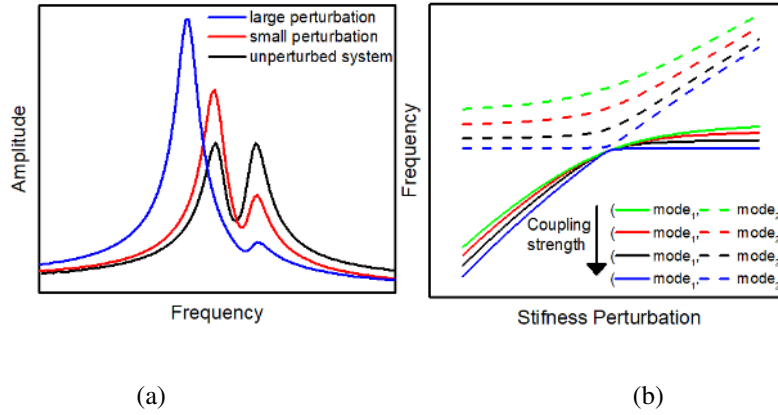 large perturbation
small perturbation
unperturbed system
Amplitude
Frequency
(a)
Frequency
Coupling
strength
(— mode1, - - mode2
(— mode1, - - mode2
(— mode1, - - mode2
(— mode1, - - mode2
Stifness Perturbation
(b)